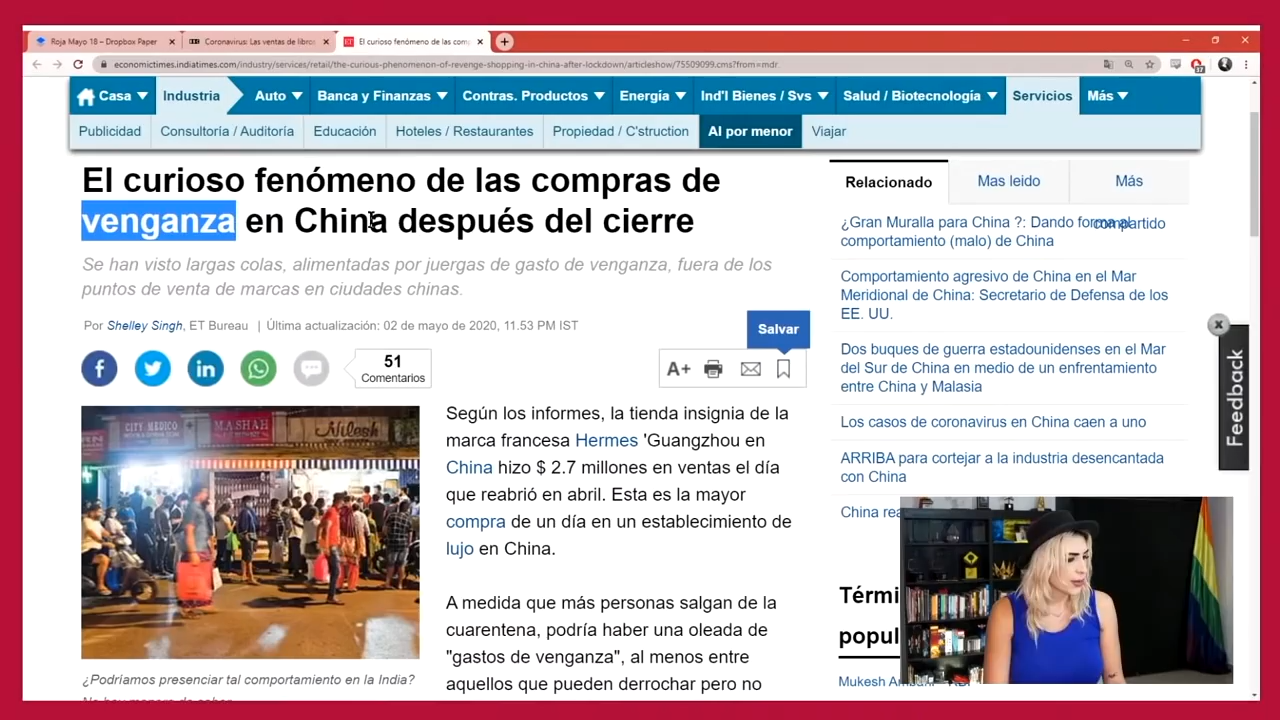 Roja Mayo 18 – Dropbox Paper
Coronavirus: Las ventas de libros
El curioso fenómeno de las com
economictimes.indiatimes.com/industry/services/retail/the-curious-phenomenon-of-revenge-shopping-in-china-after-lockdown/articleshow/75509099.cms?from=mdr
Casa Industria Auto Banca y Finanzas Contras. Productos Energía Ind'l Bienes / Svs Salud / Biotecnología Servicios Más
Publicidad Consultoría / Auditoría Educación Hoteles / Restaurantes Propiedad / C'struction Al por menor Viajar
El curioso fenómeno de las compras de
venganza en China después del cierre
Se han visto largas colas, alimentadas por juergas de gasto de venganza, fuera de los
puntos de venta de marcas en ciudades chinas.
Por Shelley Singh, ET Bureau | Última actualización: 02 de mayo de 2020, 11.53 PM IST
Salvar
51
Comentarios
A+
CITY MEDICO
MASHAH
Nilesh
¿Podríamos presenciar tal comportamiento en la India?
No hay manera de saber
Según los informes, la tienda insignia de la
marca francesa Hermes 'Guangzhou en
China hizo $ 2.7 millones en ventas el día
que reabrió en abril. Esta es la mayor
compra de un día en un establecimiento de
lujo en China.
A medida que más personas salgan de la
cuarentena, podría haber una oleada de
"gastos de venganza", al menos entre
aquellos que pueden derrochar pero no
Relacionado Mas leido Más
compartido
¿Gran Muralla para China ?: Dando forma al
comportamiento (malo) de China
Comportamiento agresivo de China en el Mar
Meridional de China: Secretario de Defensa de los
EE. UU.
Dos buques de guerra estadounidenses en el Mar
del Sur de China en medio de un enfrentamiento
entre China y Malasia
Los casos de coronavirus en China caen a uno
ARRIBA para cortejar a la industria desencantada
con China
China rea
Térmi
popul
Mukesh Ambani
Feedback